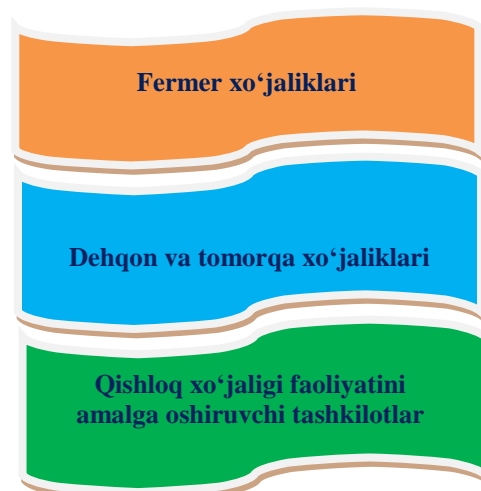 Fermer xo‘jaliklari
Dehqon va tomorqa xo‘jaliklari
Qishloq xo‘jaligi faoliyatini
amalga oshiruvchi tashkilotlar